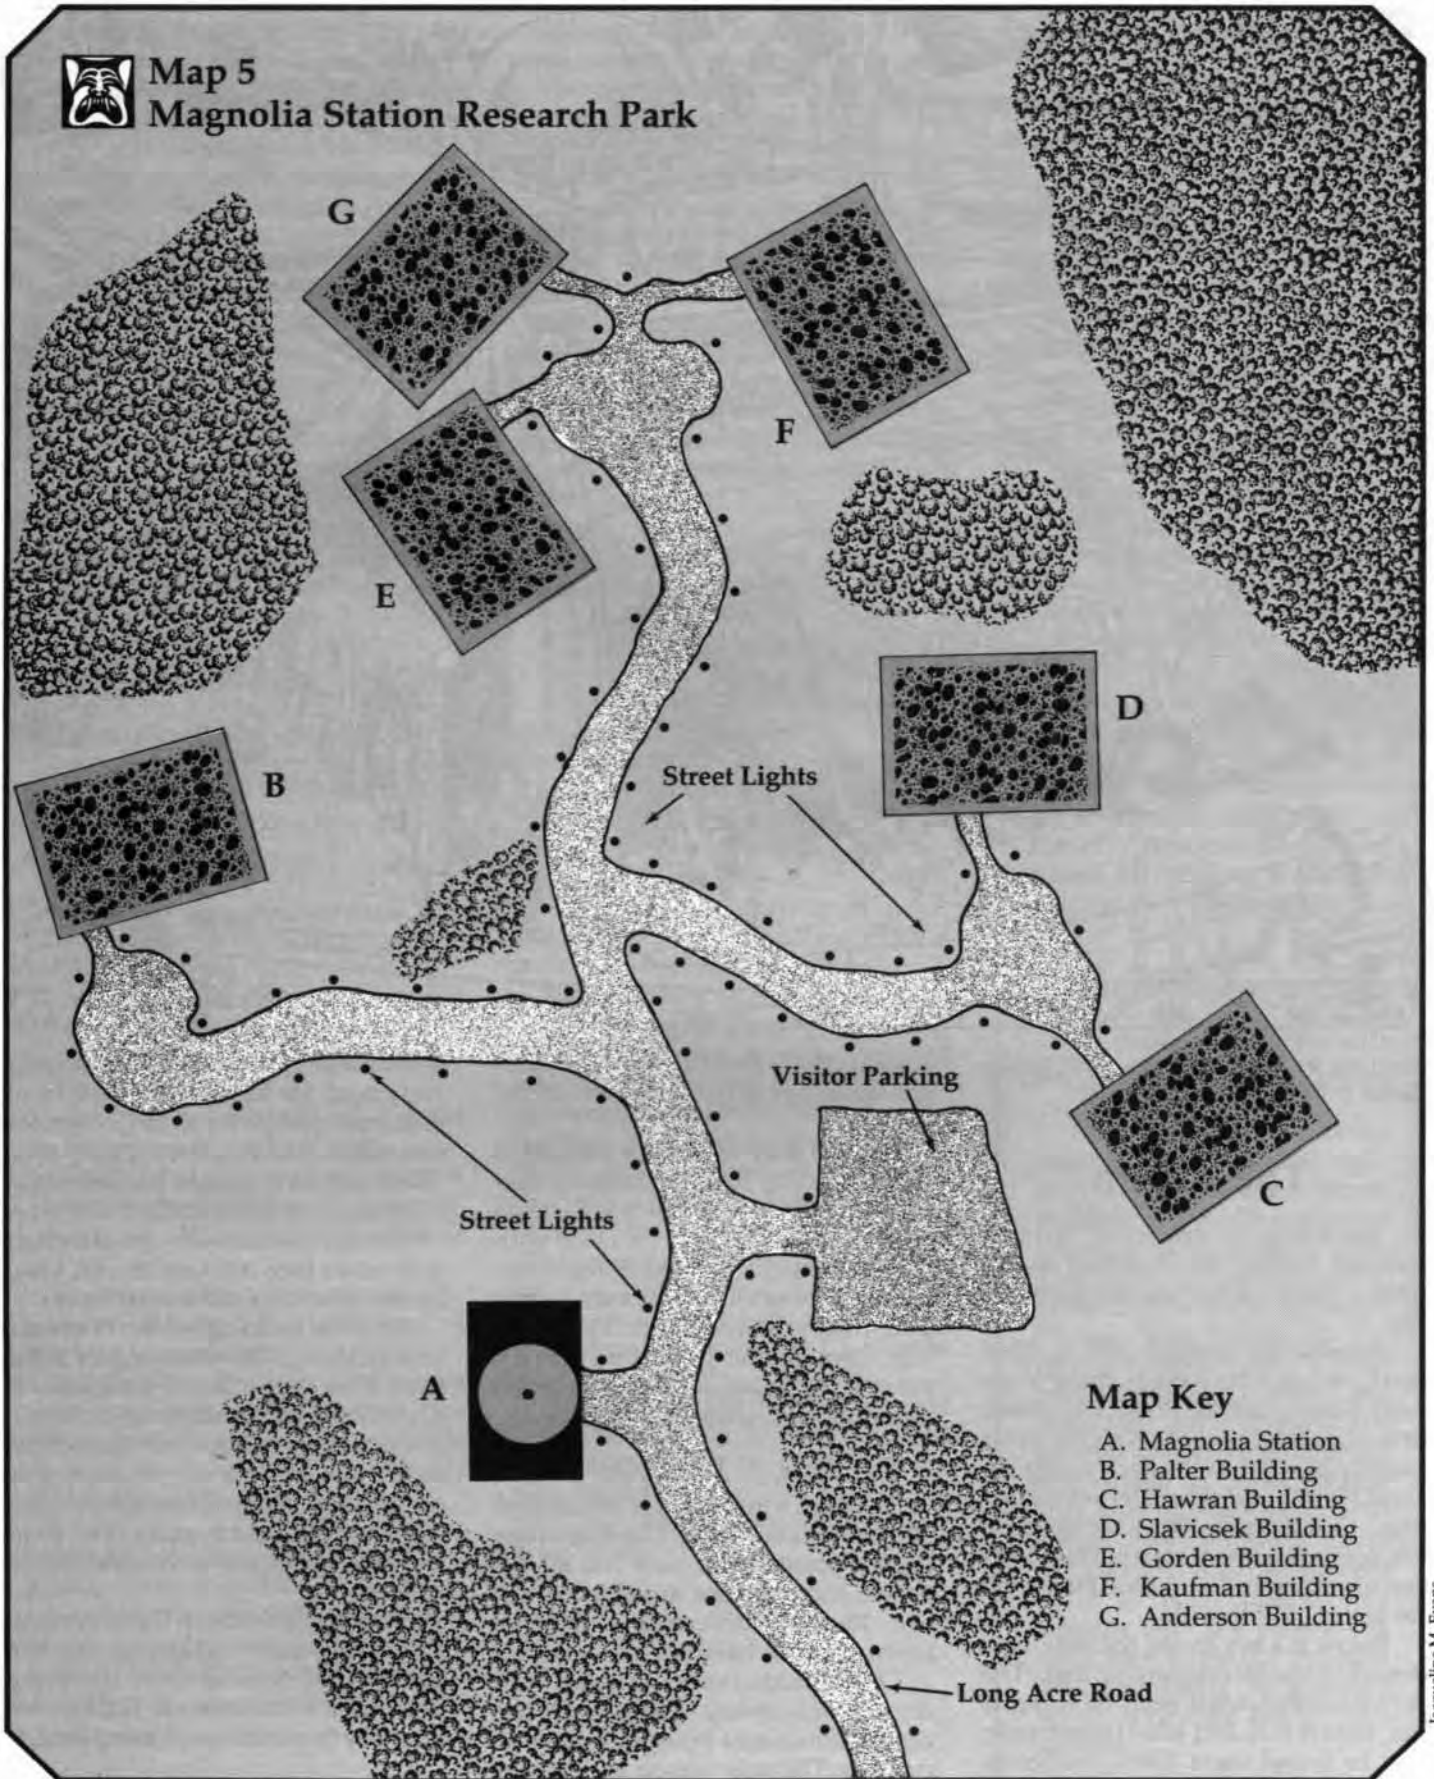 Map 5
Magnolia Station Research Park
G
F
E
D
B
Street Lights
Visitor Parking
C
Street Lights
A
Map Key
A. Magnolia Station
B. Palter Building
C. Hawran Building
D. Slavicsek Building
E. Gorden Building
F. Kaufman Building
G. Anderson Building
Long Acre Road